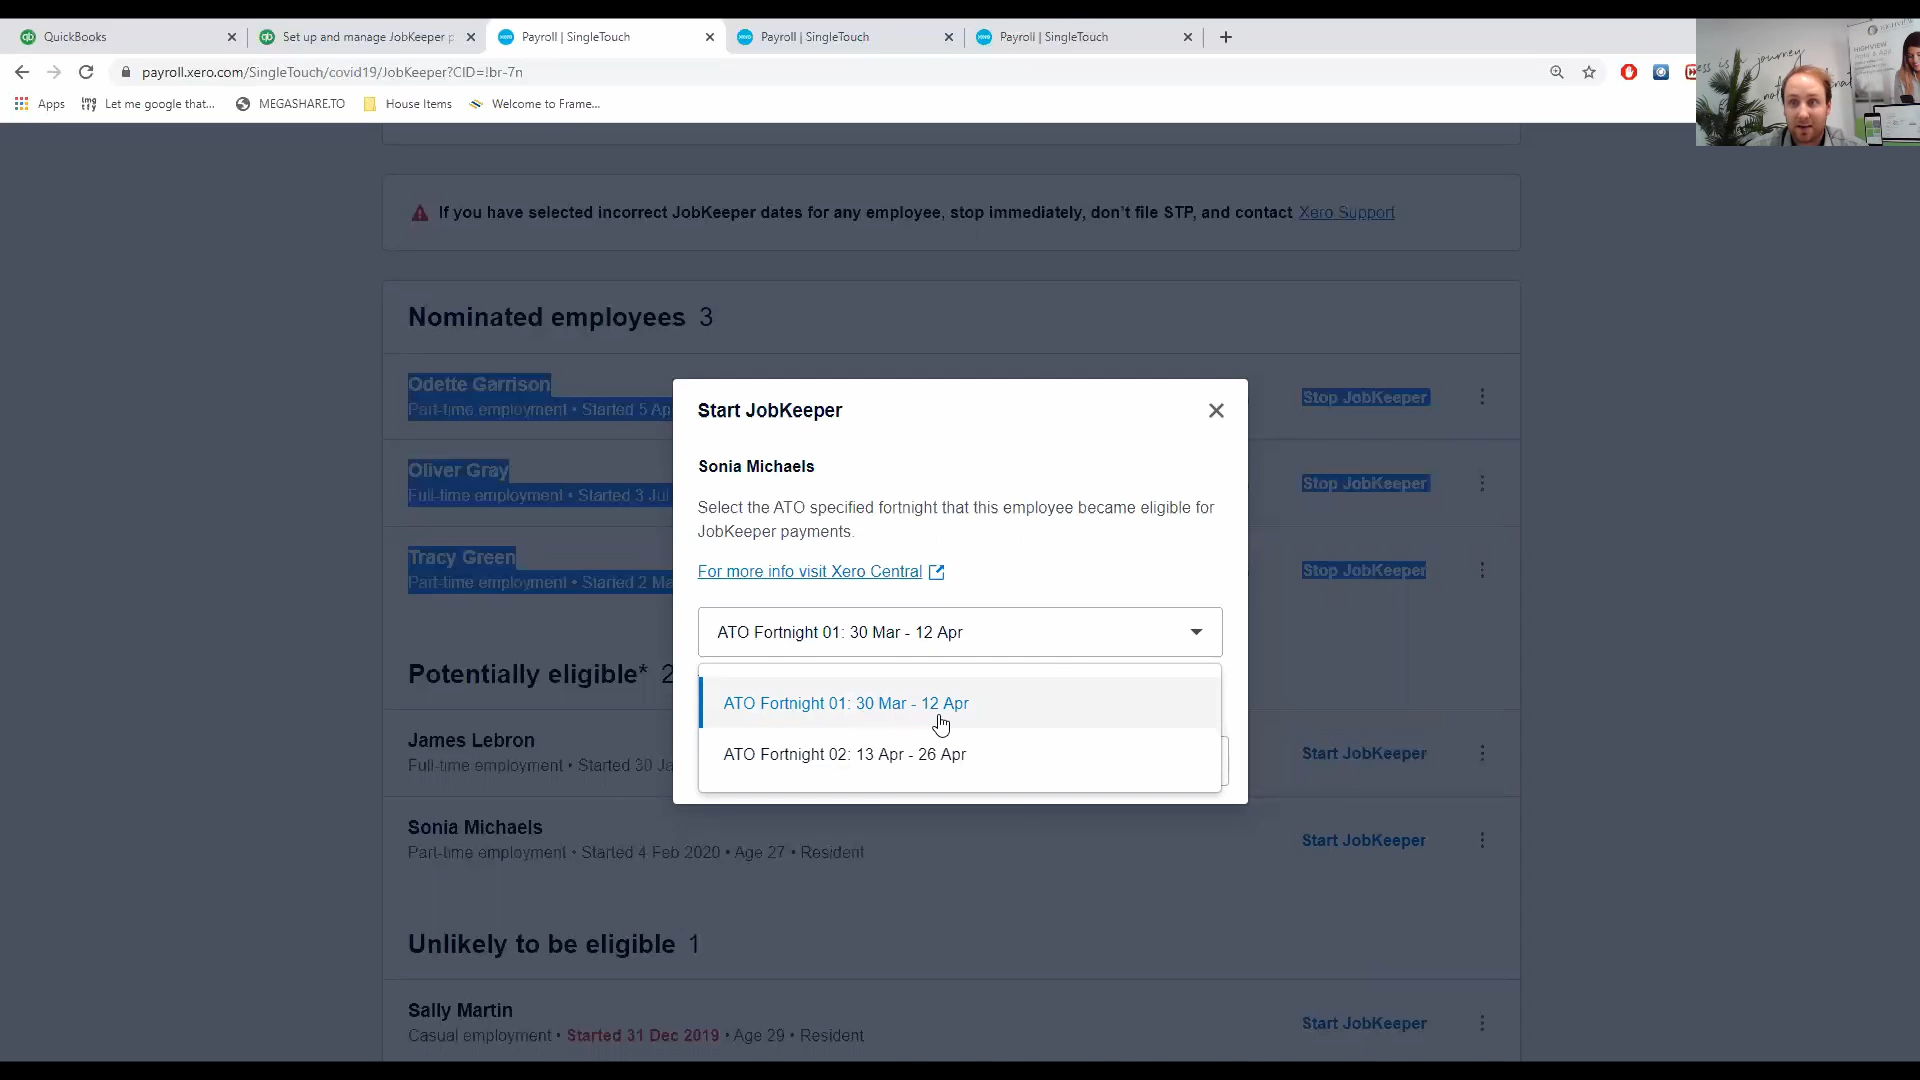 QuickBooks
Set up and manage JobKeeper p
Payroll | SingleTouch
Payroll | SingleTouch
Payroll | SingleTouch
payroll.xero.com/SingleTouch/covid19/JobKeeper?CID=!br-7n
Apps
Let me google that...
MEGASHARE.TO
House Items
Welcome to Frame...
If you have selected incorrect JobKeeper dates for any employee, stop immediately, don't file STP, and contact Xero Support
Nominated employees 3
Odette Garrison
Part-time employment • Started 5 Ap
Stop JobKeeper
Oliver Gray
Full-time employment • Started 3 Jul
Stop JobKeeper
Tracy Green
Part-time employment • Started 2 Ma
Stop JobKeeper
Start JobKeeper
Sonia Michaels
Select the ATO specified fortnight that this employee became eligible for
JobKeeper payments.
For more info visit Xero Central
ATO Fortnight 01: 30 Mar - 12 Apr
ATO Fortnight 01: 30 Mar - 12 Apr
ATO Fortnight 02: 13 Apr - 26 Apr
Potentially eligible* 2
James Lebron
Full-time employment • Started 30 Ja
Start JobKeeper
Sonia Michaels
Part-time employment • Started 4 Feb 2020 • Age 27 • Resident
Start JobKeeper
Unlikely to be eligible 1
Sally Martin
Casual employment • Started 31 Dec 2019 • Age 29 • Resident
Start JobKeeper